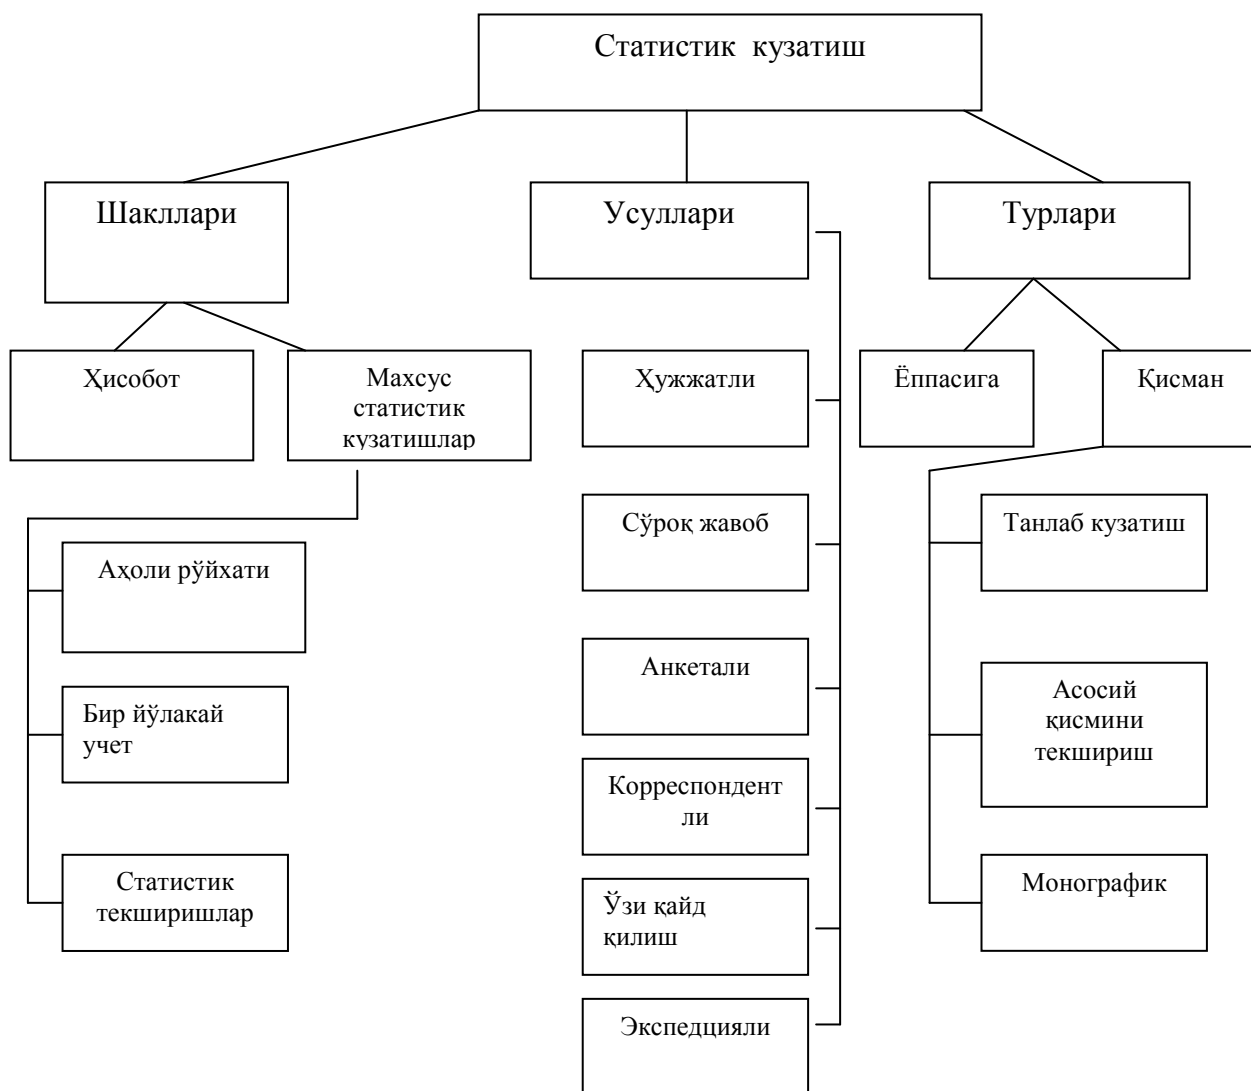 Статистик кузатиш
Шакллари
Усуллари
Турлари
Ҳисобот
Махсус
статистик
кузатишлар
Ҳужжатли
Ёппасига
Қисман
Сўроқ жавоб
Танлаб кузатиш
Аҳоли рўйхати
Анкетали
Асосий
қисмини
текшириш
Бир йўлакай
учет
Корреспондент
ли
Статистик
текширишлар
Ўзи қайд
қилиш
Монографик
Экспедцияли